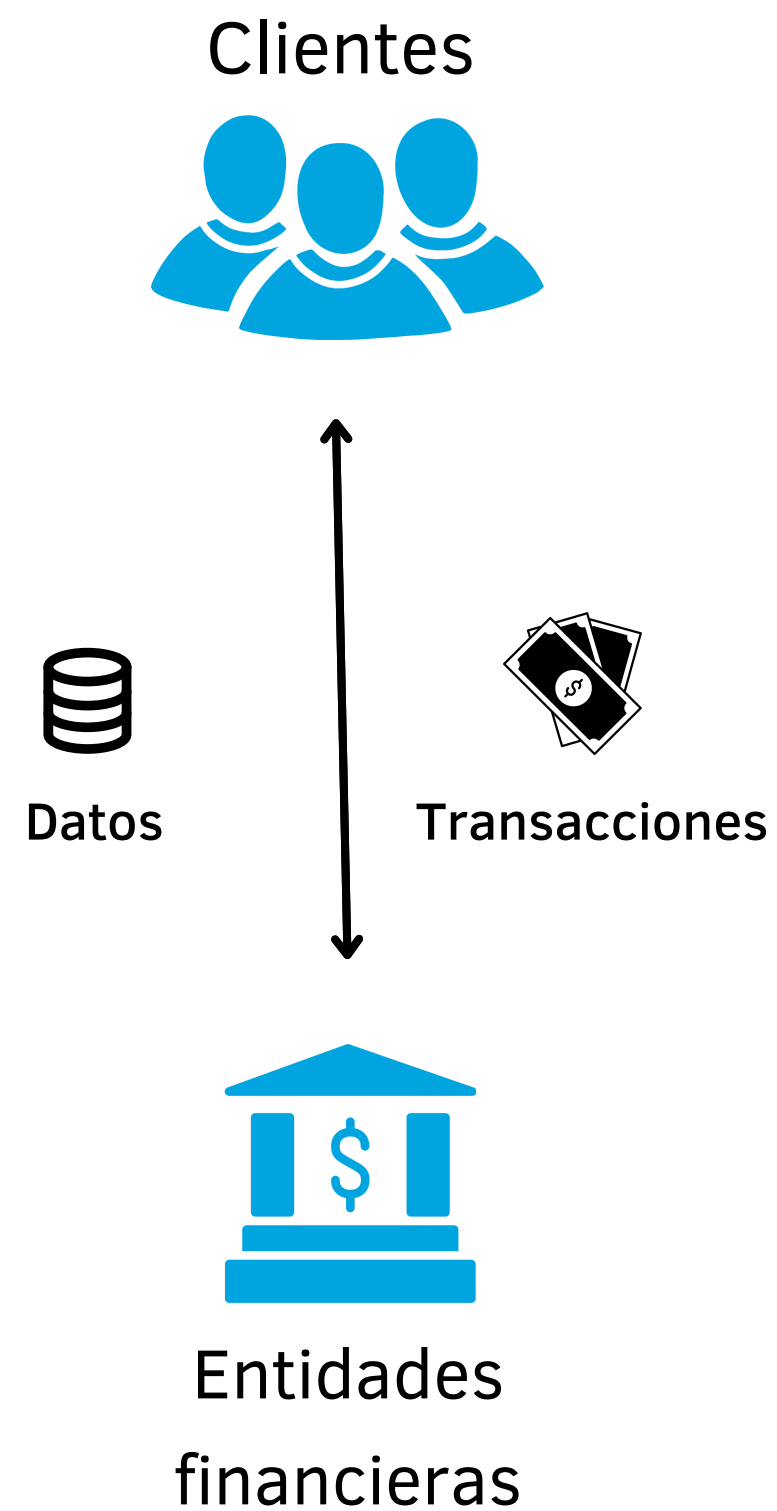 Clientes
Datos
Transacciones
$
$
Entidades
financieras